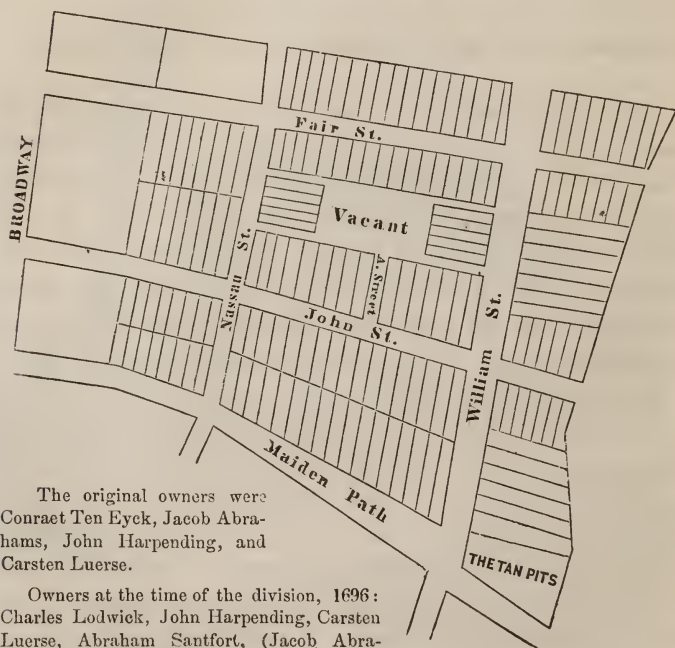 Fair St.
BROADWAY
Vacant
Nassau St.
A. Street
John St.
William St.
Maiden Path
THE TAN PITS
The original owners were
Conraet Ten Eyck, Jacob Abra-
hams, John Harpending, and
Carsten Luerse.
Owners at the time of the division, 1696:
Charles Lodwick, John Harpending, Carsten
Luerse, Abraham Santfort, (Jacob Abra-